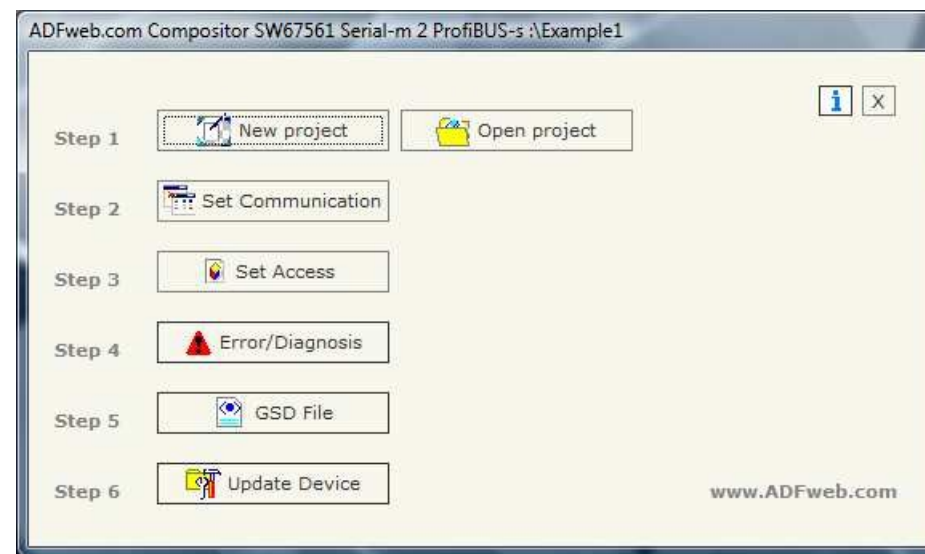 ADFweb.com Compositor SW67561 Serial-m 2 ProfiBUS-s :\Example1
i X
Step 1 New project Open project
Step 2 Set Communication
Step 3 Set Access
Step 4 Error/Diagnosis
Step 5 GSD File
Step 6 Update Device
www.ADFweb.com